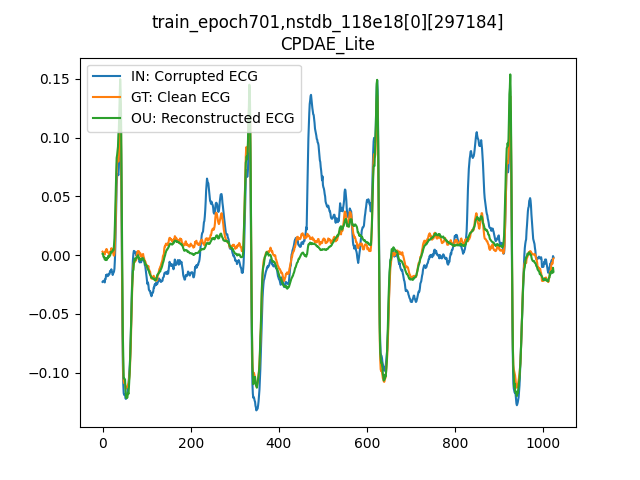 train_epoch701,nstdb_118e18[0][297184]
CPDAE_Lite
IN: Corrupted ECG
GT: Clean ECG
OU: Reconstructed ECG
0.15
0.10
0.05
0.00
−0.05
−0.10
0 200 400 600 800 1000